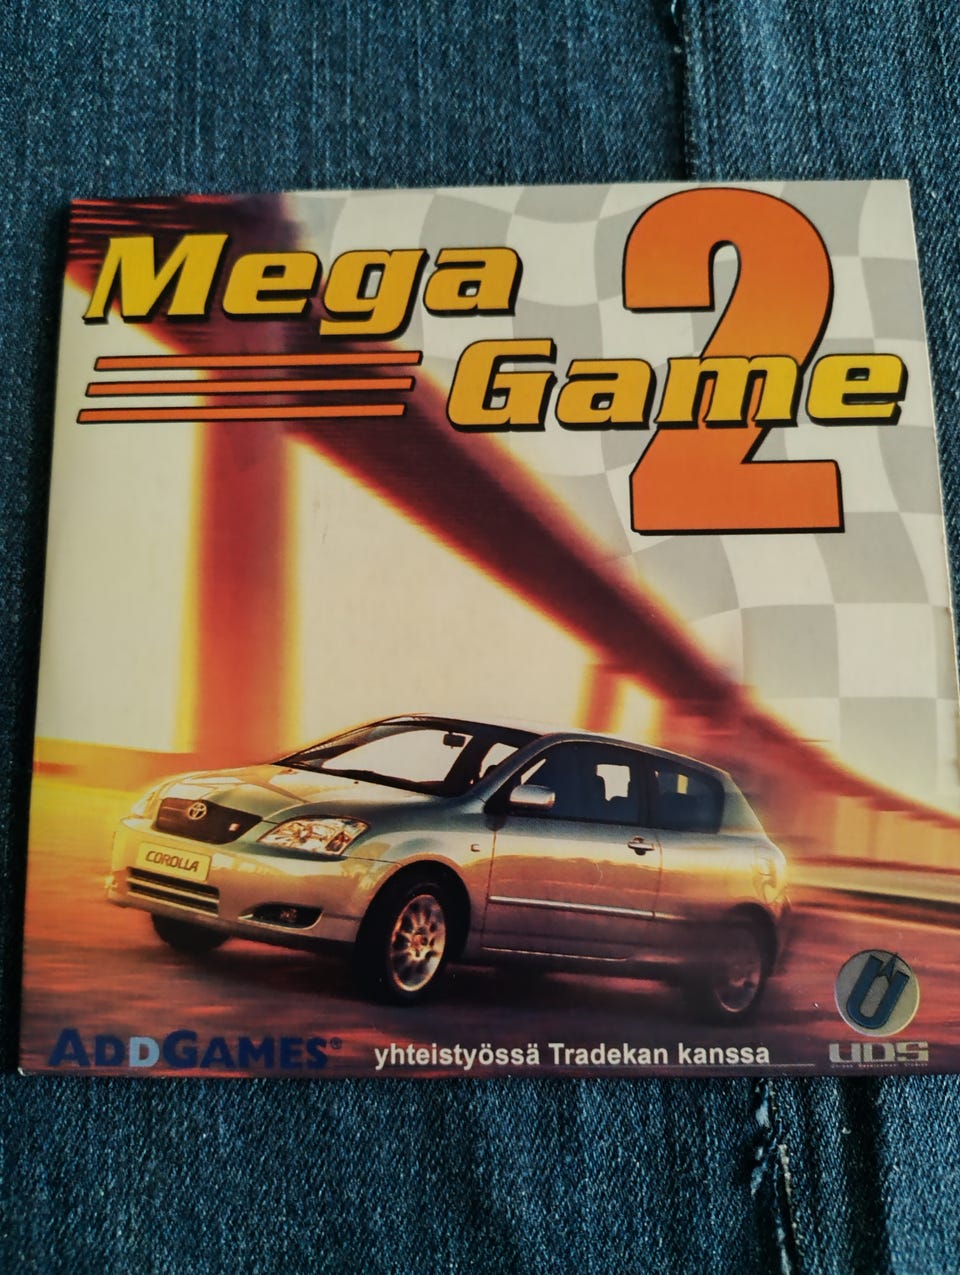 Mega
Game
2
COROLLA
ADDGAMES®
yhteistyössä Tradekan kanssa
UDS